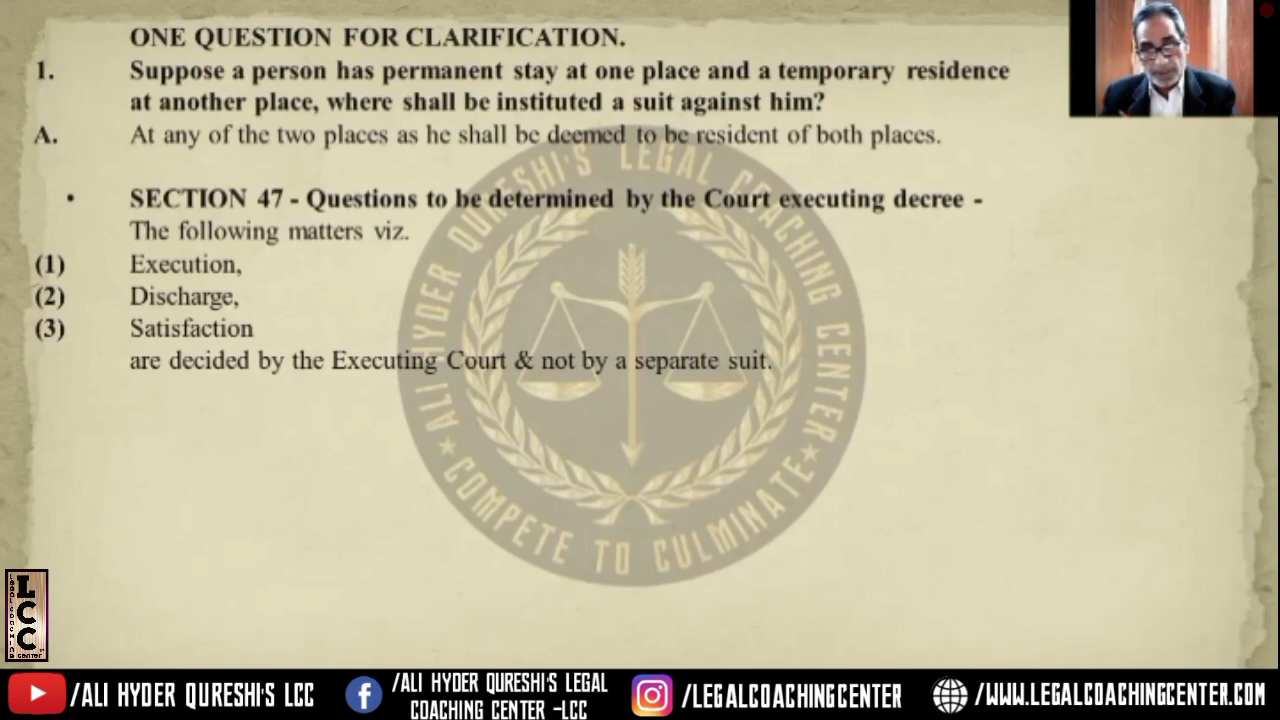 ONE QUESTION FOR CLARIFICATION.
1. Suppose a person has permanent stay at one place and a temporary residence
at another place, where shall be instituted a suit against him?
A. At any of the two places as he shall be deemed to be resident of both places.
• SECTION 47 - Questions to be determined by the Court executing decree -
The following matters viz.
(1) Execution,
(2) Discharge,
(3) Satisfaction
are decided by the Executing Court & not by a separate suit.
ALI HYDER QURESHI'S LEGAL COACHING CENTER
★ COMPETE TO CULMINATE ★
LCC
/ALI HYDER QURESHI'S LCC
/ALI HYDER QURESHI'S LEGAL
COACHING CENTER -LCC
/LEGALCOACHINGCENTER
/WWW.LEGALCOACHINGCENTER.COM